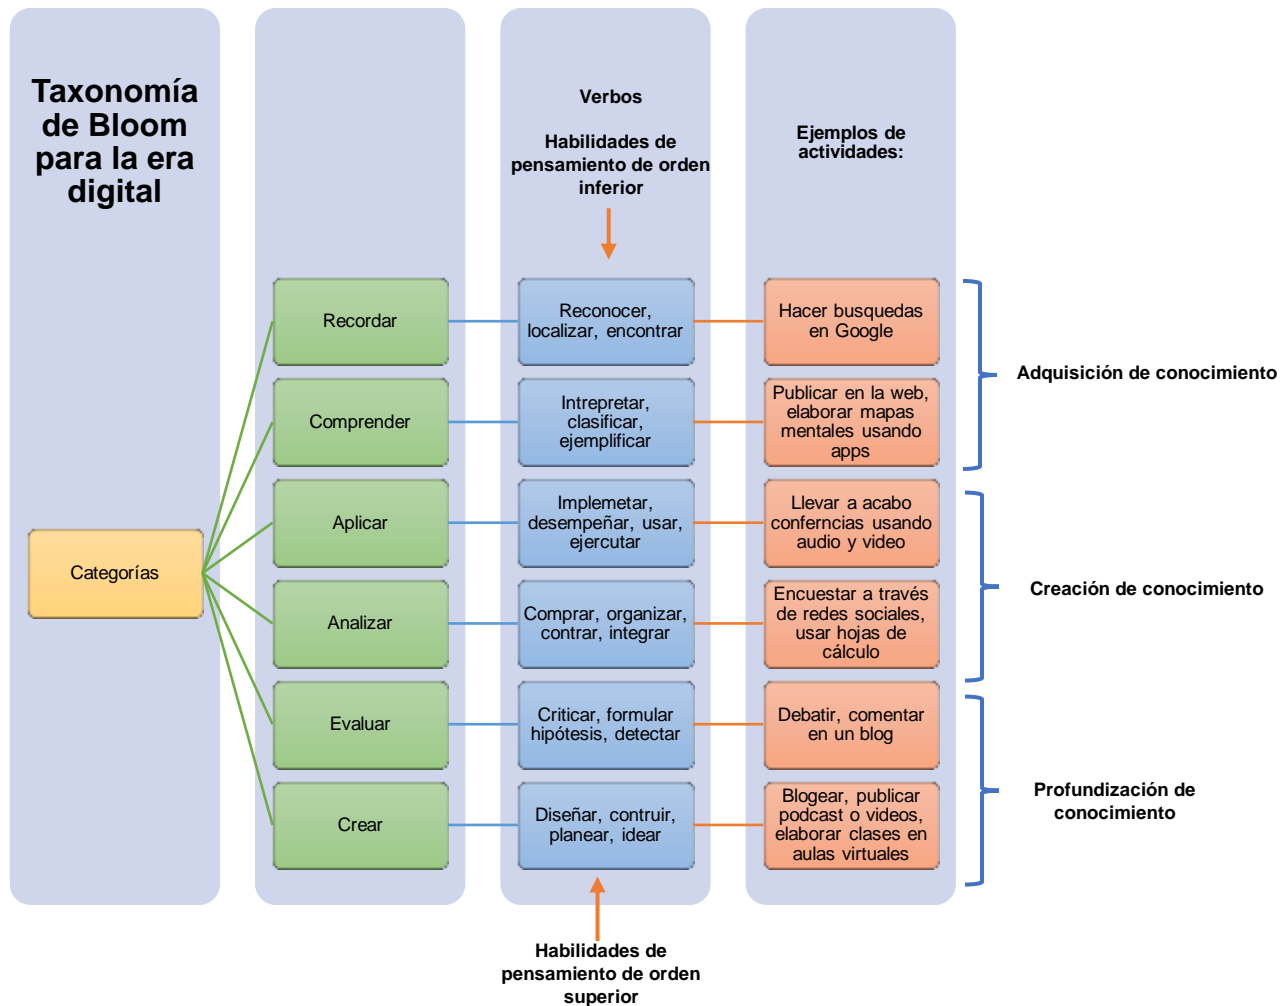 Taxonomía
de Bloom
para la era
digital
Verbos
Habilidades de
pensamiento de orden
inferior
Ejemplos de
actividades:
Categorías
Recordar
Reconocer,
localizar, encontrar
Hacer busquedas
en Google
Comprender
Intrepretar,
clasificar,
ejemplificar
Publicar en la web,
elaborar mapas
mentales usando
apps
Adquisición de conocimiento
Aplicar
Implemetar,
desempeñar, usar,
ejercutar
Llevar a acabo
conferncias usando
audio y video
Analizar
Comprar, organizar,
contrar, integrar
Encuestar a través
de redes sociales,
usar hojas de
cálculo
Creación de conocimiento
Evaluar
Criticar, formular
hipótesis, detectar
Debatir, comentar
en un blog
Crear
Diseñar, contruir,
planear, idear
Blogear, publicar
podcast o videos,
elaborar clases en
aulas virtuales
Profundización de
conocimiento
Habilidades de
pensamiento de orden
superior